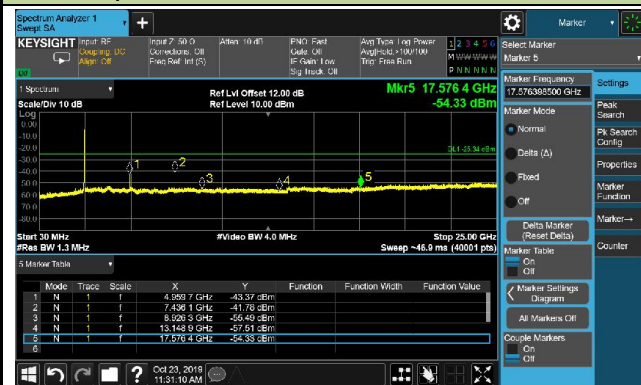 Spectrum Analyzer 1
Swept SA
+
Marker
KEYSIGHT
Input: RF
Coupling: DC
Align: Off
Input Z: 50 Ω
Corrections: Off
Freq Ref: Int (S)
Atten: 10 dB
PNO: Fast
Gate: Off
IF Gain: Low
Sig Track: Off
Avg Type: Log Power
Avg|Hold:>100/100
Trig: Free Run
1 2 3 4 5 6
M W W W W W
P N N N N N
Select Marker
Marker 5
1 Spectrum
Scale/Div 10 dB
Ref Lvl Offset 12.00 dB
Ref Level 10.00 dBm
Mkr5 17.576 4 GHz
-54.33 dBm
Log
0.00
-10.0
-20.0
-30.0
-40.0
-50.0
-60.0
-70.0
-80.0
1
2
3
4
5
Start 30 MHz
#Res BW 1.3 MHz
#Video BW 4.0 MHz
Stop 25.00 GHz
Sweep ~46.9 ms (40001 pts)
5 Marker Table
Mode Trace Scale X Y Function Function Width Function Value
1 N 1 f 4.959 7 GHz -43.37 dBm
2 N 1 f 7.436 1 GHz -41.78 dBm
3 N 1 f 8.926 3 GHz -55.49 dBm
4 N 1 f 13.148 9 GHz -57.51 dBm
5 N 1 f 17.576 4 GHz -54.33 dBm
6
Oct 23, 2019
11:31:10 AM
Marker Frequency
17.576398500 GHz
Marker Mode
Normal
Delta (Δ)
Fixed
Off
Delta Marker
(Reset Delta)
Marker Table
On
Off
Marker Settings
Diagram
All Markers Off
Couple Markers
On
Off
Settings
Peak
Search
Pk Search
Config
Properties
Marker
Function
Marker→
Counter